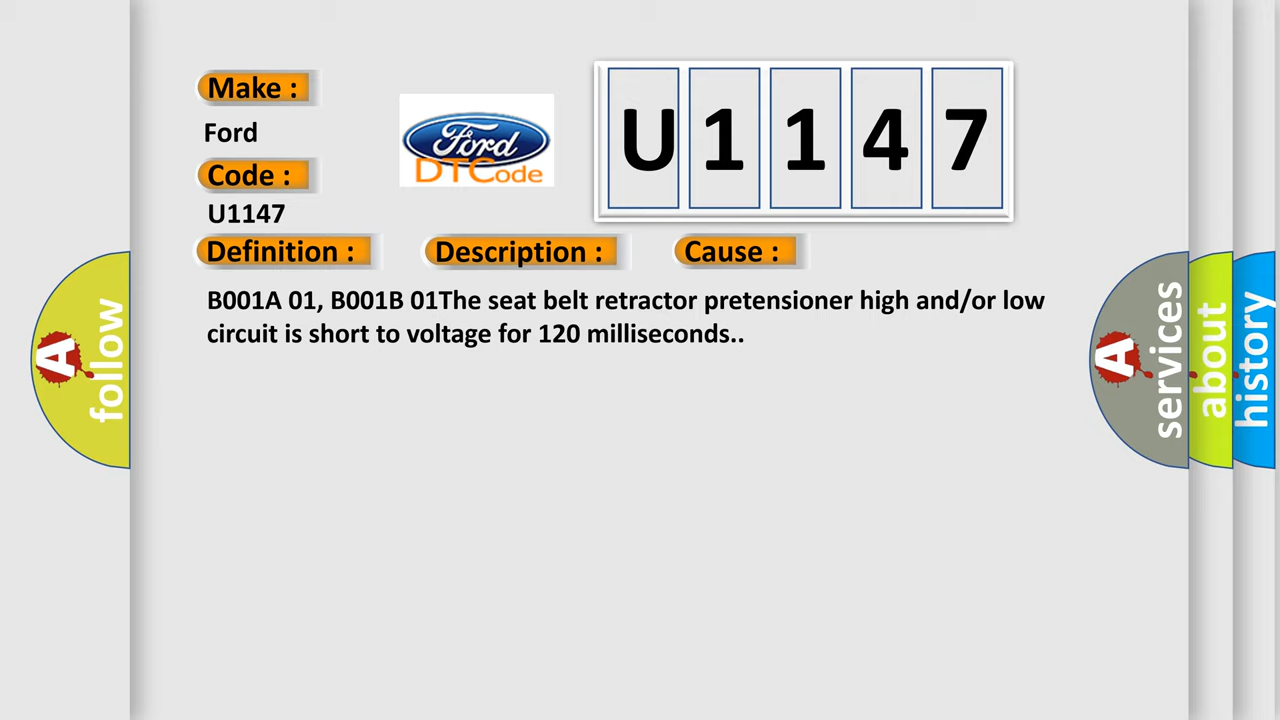 Make :
Ford
Code :
U1147
Ford
DTCode
U1147
Definition :
Description :
Cause :
B001A 01, B001B 01The seat belt retractor pretensioner high and/or low
circuit is short to voltage for 120 milliseconds..
A follow
A services
about
history